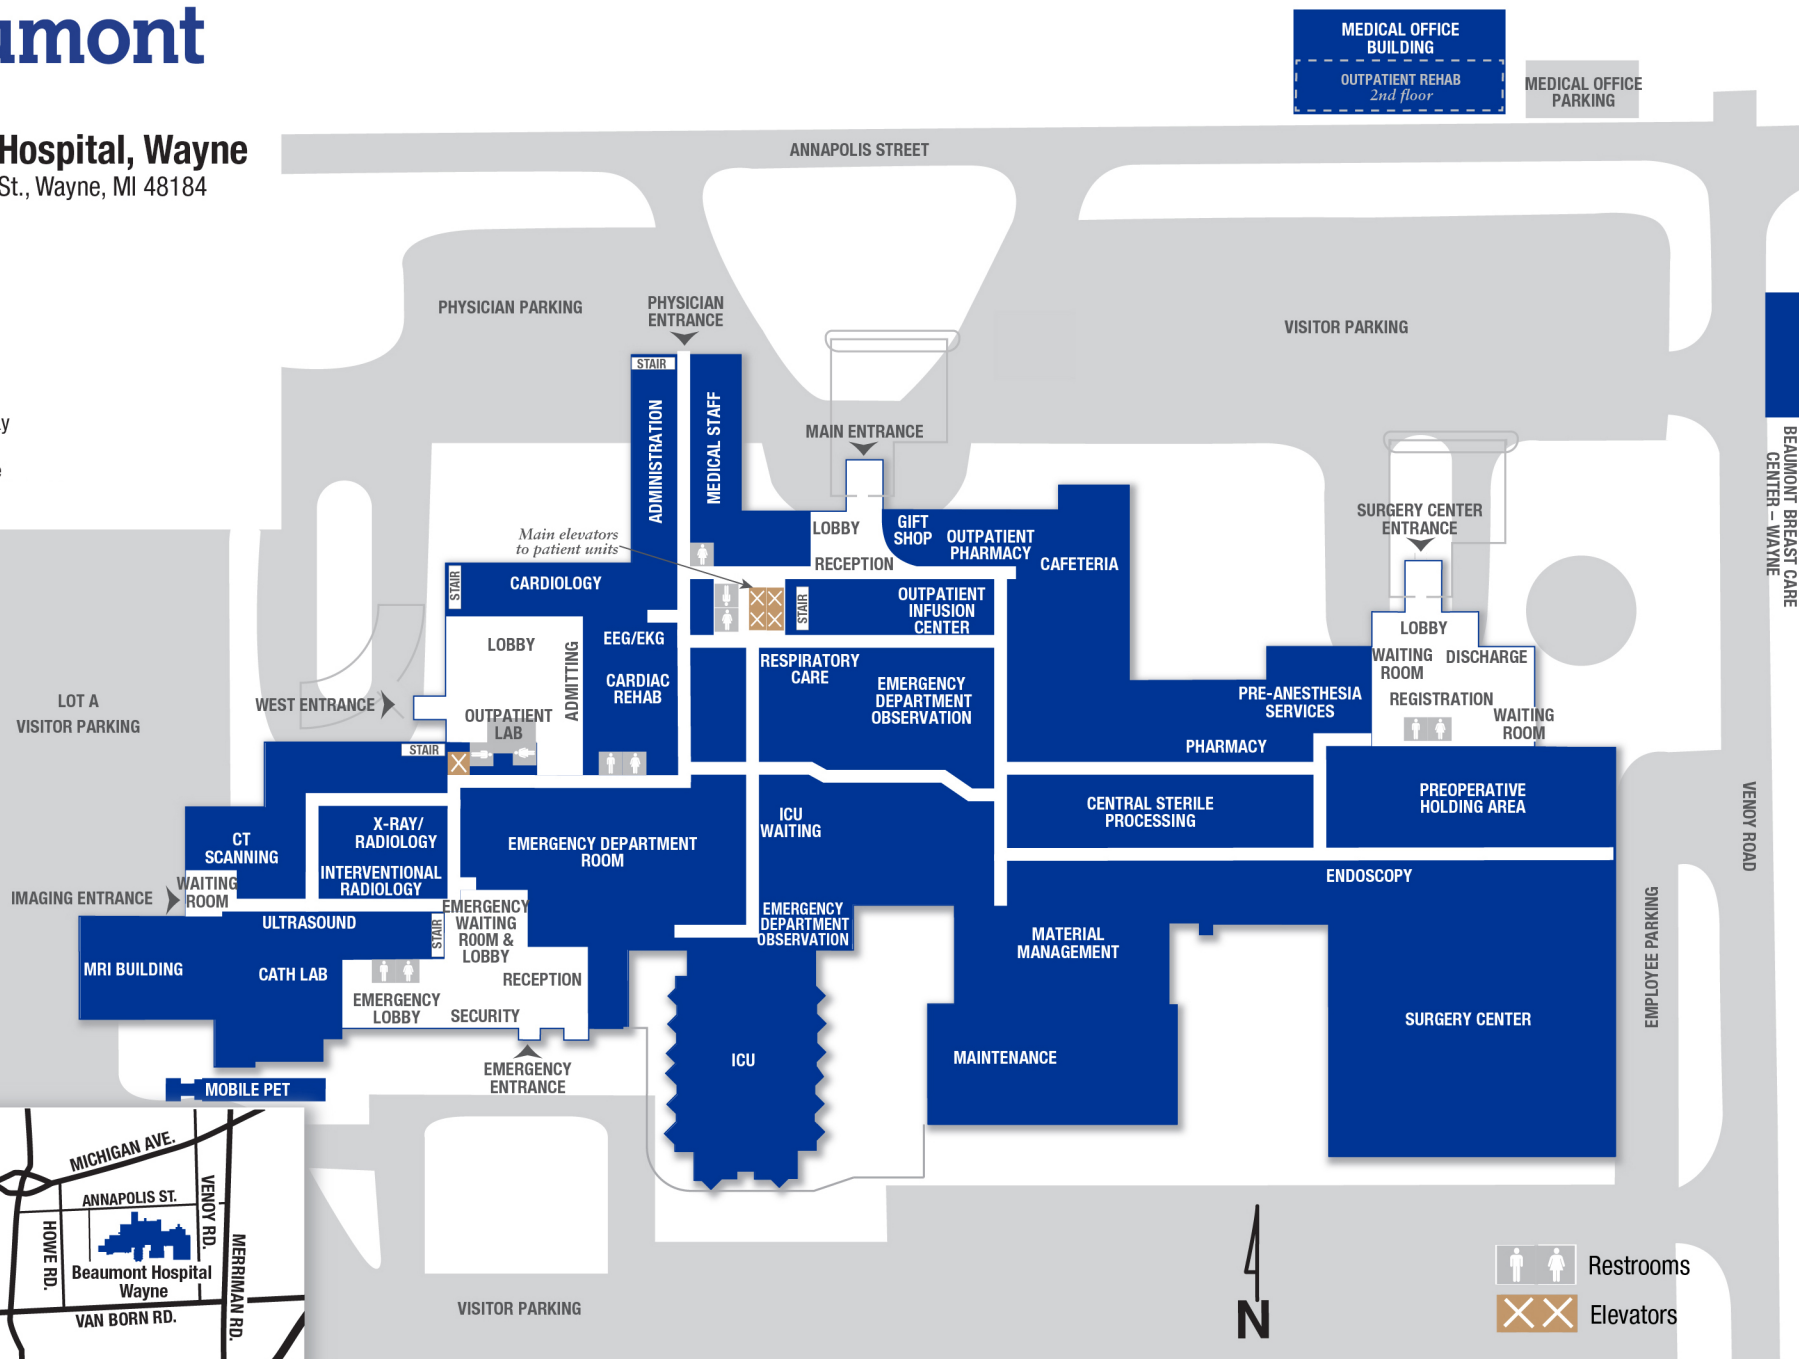 MEDICAL OFFICE
BUILDING
OUTPATIENT REHAB
2nd floor
MEDICAL OFFICE
PARKING
Hospital, Wayne
St., Wayne, MI 48184
ANNAPOLIS STREET
PHYSICIAN PARKING
PHYSICIAN
ENTRANCE
VISITOR PARKING
STAIR
ADMINISTRATION
MEDICAL STAFF
MAIN ENTRANCE
BEAUMONT BREAST CARE
CENTER – WAYNE
SURGERY CENTER
ENTRANCE
Main elevators
to patient units
LOBBY
RECEPTION
GIFT
SHOP
OUTPATIENT
PHARMACY
CAFETERIA
STAIR
CARDIOLOGY
STAIR
OUTPATIENT
INFUSION
CENTER
LOBBY
ADMITTING
EEG/EKG
CARDIAC
REHAB
RESPIRATORY
CARE
EMERGENCY
DEPARTMENT
OBSERVATION
LOBBY
WAITING
ROOM
DISCHARGE
REGISTRATION
WAITING
ROOM
PRE-ANESTHESIA
SERVICES
PHARMACY
LOT A
VISITOR PARKING
WEST ENTRANCE
OUTPATIENT
LAB
STAIR
CT
SCANNING
X-RAY/
RADIOLOGY
INTERVENTIONAL
RADIOLOGY
EMERGENCY DEPARTMENT
ROOM
ICU
WAITING
CENTRAL STERILE
PROCESSING
PREOPERATIVE
HOLDING AREA
VENOY ROAD
IMAGING ENTRANCE
WAITING
ROOM
ENDOSCOPY
ULTRASOUND
STAIR
EMERGENCY
WAITING
ROOM &
LOBBY
RECEPTION
EMERGENCY
DEPARTMENT
OBSERVATION
MATERIAL
MANAGEMENT
EMPLOYEE PARKING
MRI BUILDING
CATH LAB
EMERGENCY
LOBBY
SECURITY
SURGERY CENTER
EMERGENCY
ENTRANCE
ICU
MAINTENANCE
MOBILE PET
MICHIGAN AVE.
ANNAPOLIS ST.
VENOY RD.
HOWE RD.
MERRIMAN RD.
Beaumont Hospital
Wayne
VAN BORN RD.
VISITOR PARKING
N
Restrooms
Elevators